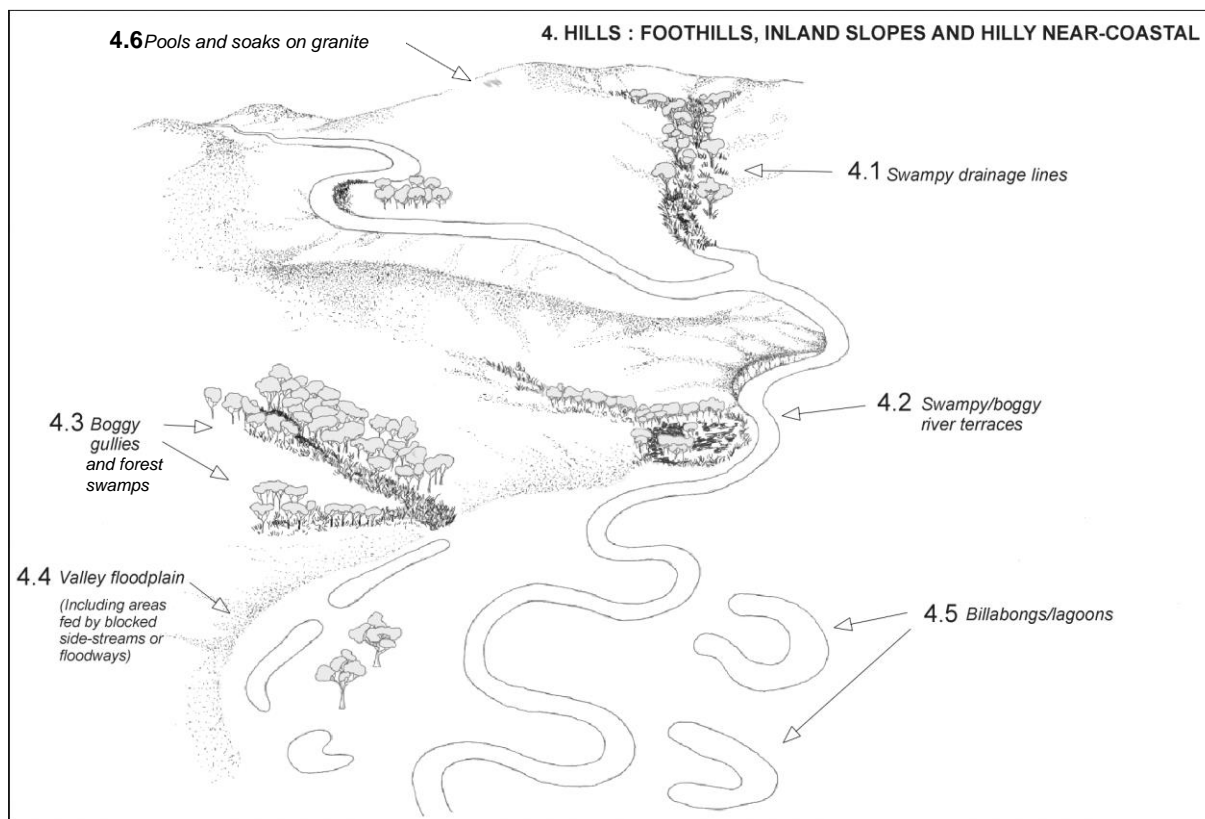 4.6 Pools and soaks on granite
4. HILLS : FOOTHILLS, INLAND SLOPES AND HILLY NEAR-COASTAL
4.1 Swampy drainage lines
4.2 Swampy/boggy
river terraces
4.3 Boggy
gullies
and forest
swamps
4.4 Valley floodplain
(Including areas
fed by blocked
side-streams or
floodways)
4.5 Billabongs/lagoons